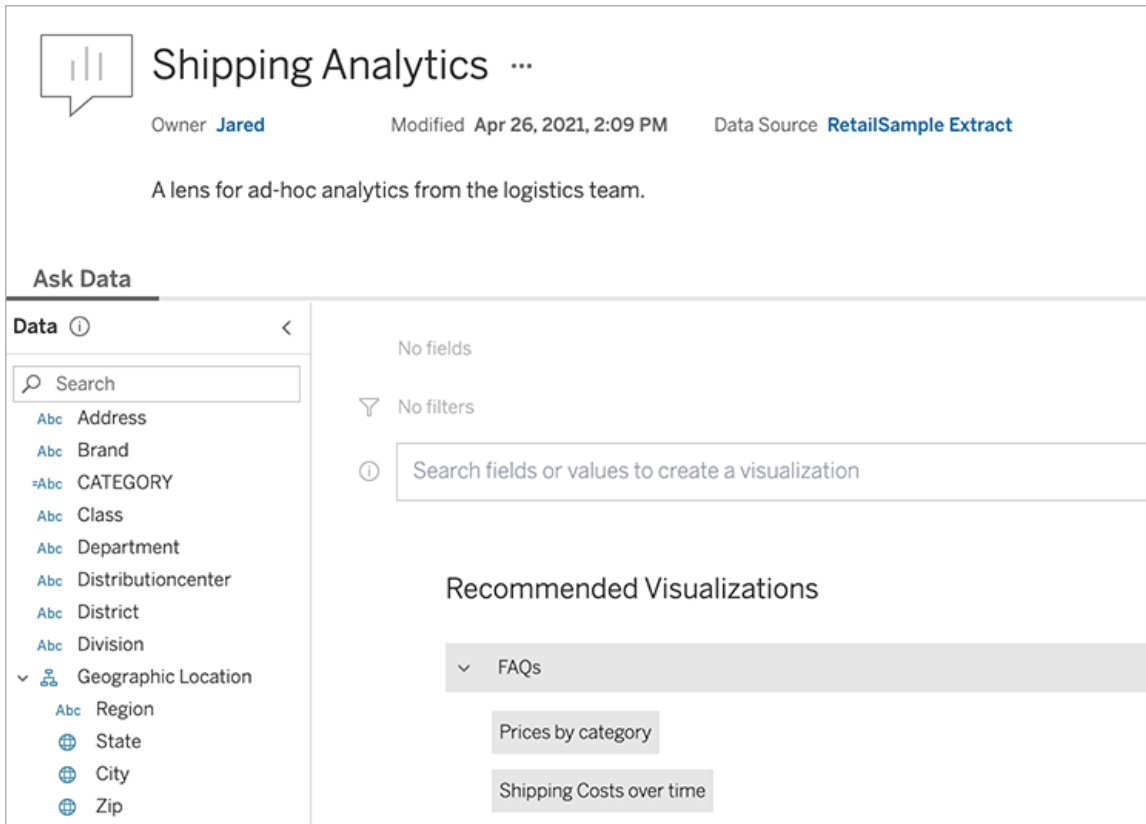 Shipping Analytics ···
Owner Jared Modified Apr 26, 2021, 2:09 PM Data Source RetailSample Extract
A lens for ad-hoc analytics from the logistics team.
Ask Data
Data
Search
Abc Address
Abc Brand
=Abc CATEGORY
Abc Class
Abc Department
Abc Distributioncenter
Abc District
Abc Division
Geographic Location
Abc Region
State
City
Zip
No fields
No filters
Search fields or values to create a visualization
Recommended Visualizations
FAQs
Prices by category
Shipping Costs over time